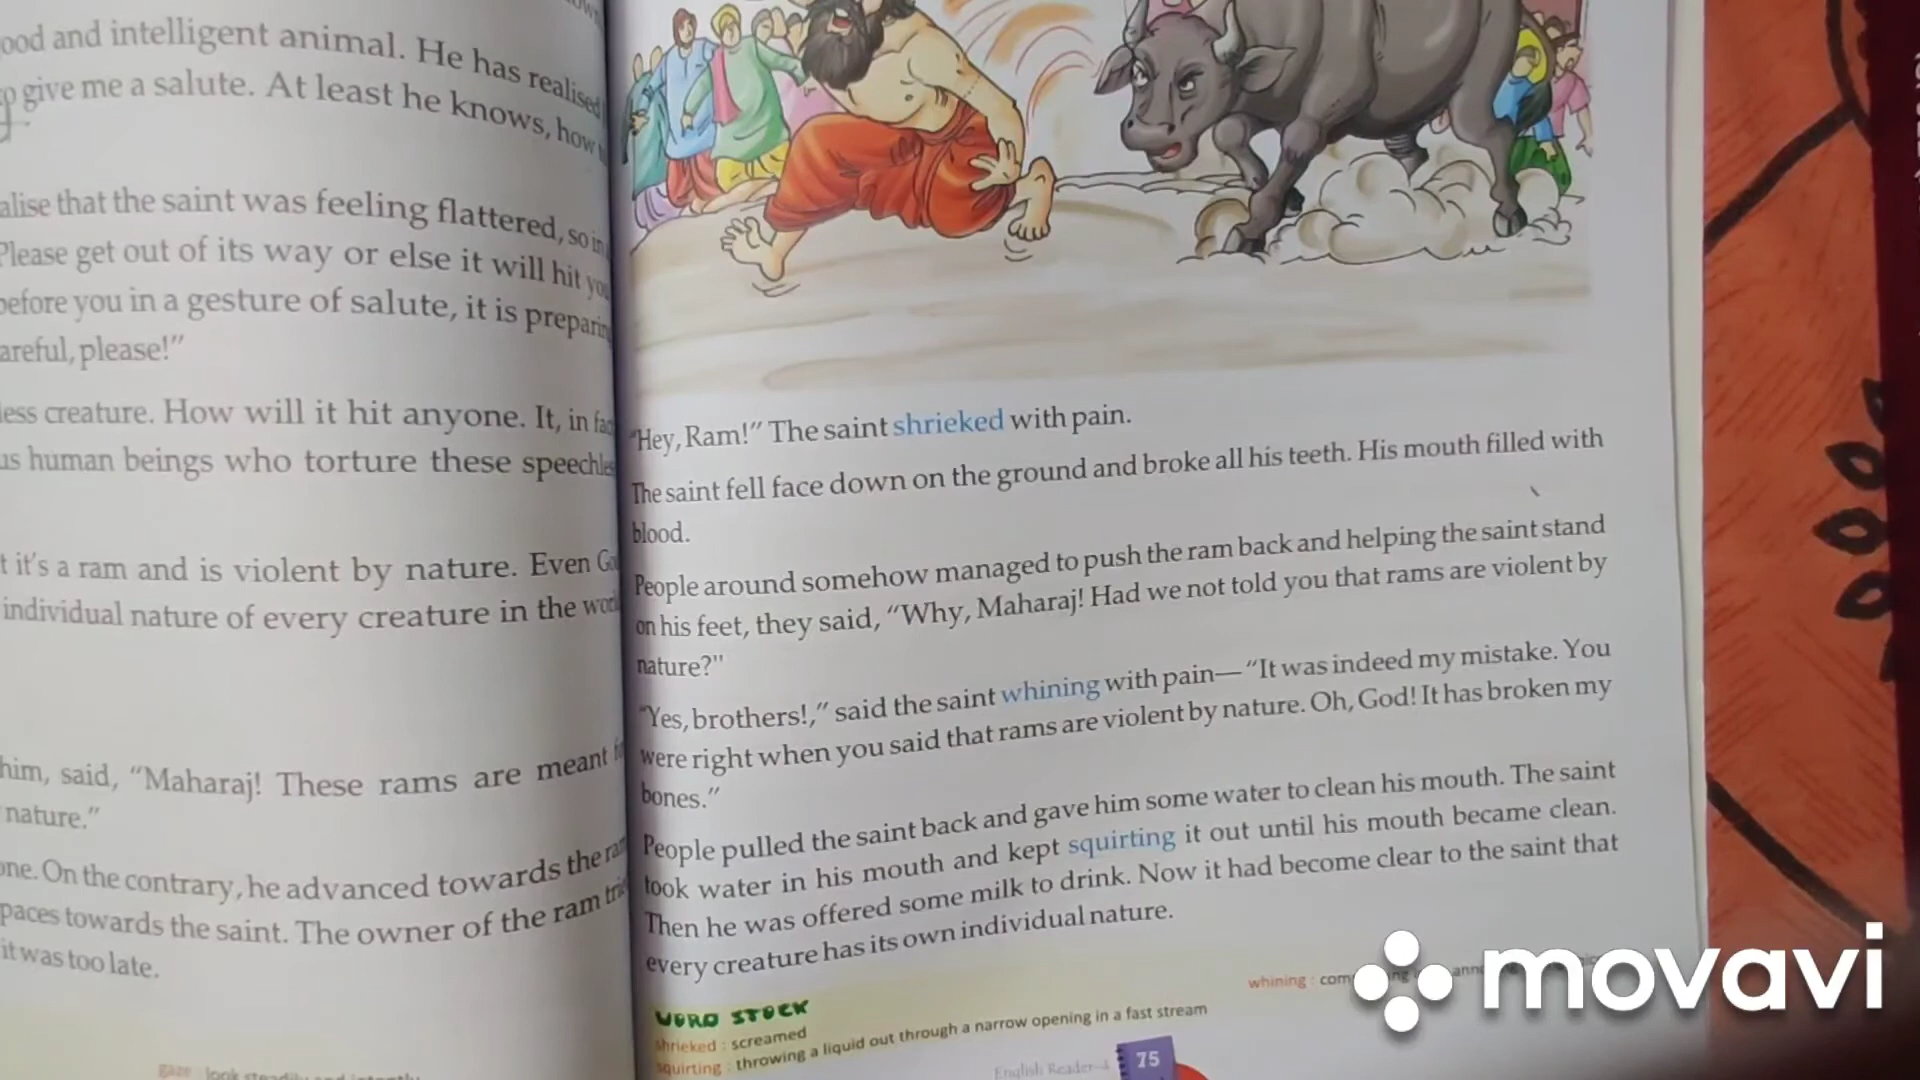 ood and intelligent animal. He has realised
give me a salute. At least he knows, how
alise that the saint was feeling flattered, so in
Please get out of its way or else it will hit
before you in a gesture of salute, it is
areful, please!”
less creature. How will it hit anyone. It, in
us human beings who torture these
t it's a ram and is violent by nature. Even
individual nature of every creature in the
him, said, “Maharaj! These rams are meant
nature.”
one. On the contrary, he advanced towards the
paces towards the saint. The owner of the ram
it was too late.
gaze : look steadily and intently
“Hey, Ram!” The saint shrieked with pain.
The saint fell face down on the ground and broke all his teeth. His mouth filled with
blood.
People around somehow managed to push the ram back and helping the saint stand
on his feet, they said, “Why, Maharaj! Had we not told you that rams are violent by
nature?"
“Yes, brothers!,” said the saint whining with pain— “It was indeed my mistake. You
were right when you said that rams are violent by nature. Oh, God! It has broken my
bones.”
People pulled the saint back and gave him some water to clean his mouth. The saint
took water in his mouth and kept squirting it out until his mouth became clean.
Then he was offered some milk to drink. Now it had become clear to the saint that
every creature has its own individual nature.
WORD STOCK
whining :
shrieked : screamed
squirting : throwing a liquid out through a narrow opening in a fast stream
English Reader-4
75
movavi